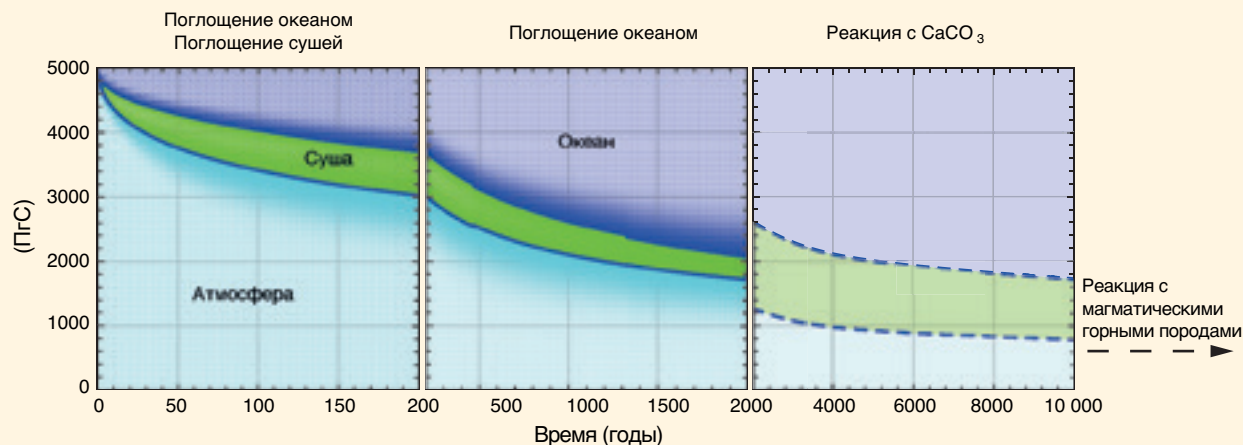 Поглощение океаном
Поглощение сушей
Поглощение океаном
Реакция с CaCO3
(ПгC)
5000
4000
3000
2000
1000
0
Суша
Атмосфера
Океан
0 50 100 150 200 500 1000 1500 2000 4000 6000 8000 10 000
Время (годы)
Реакция с
магматическими
горными породами